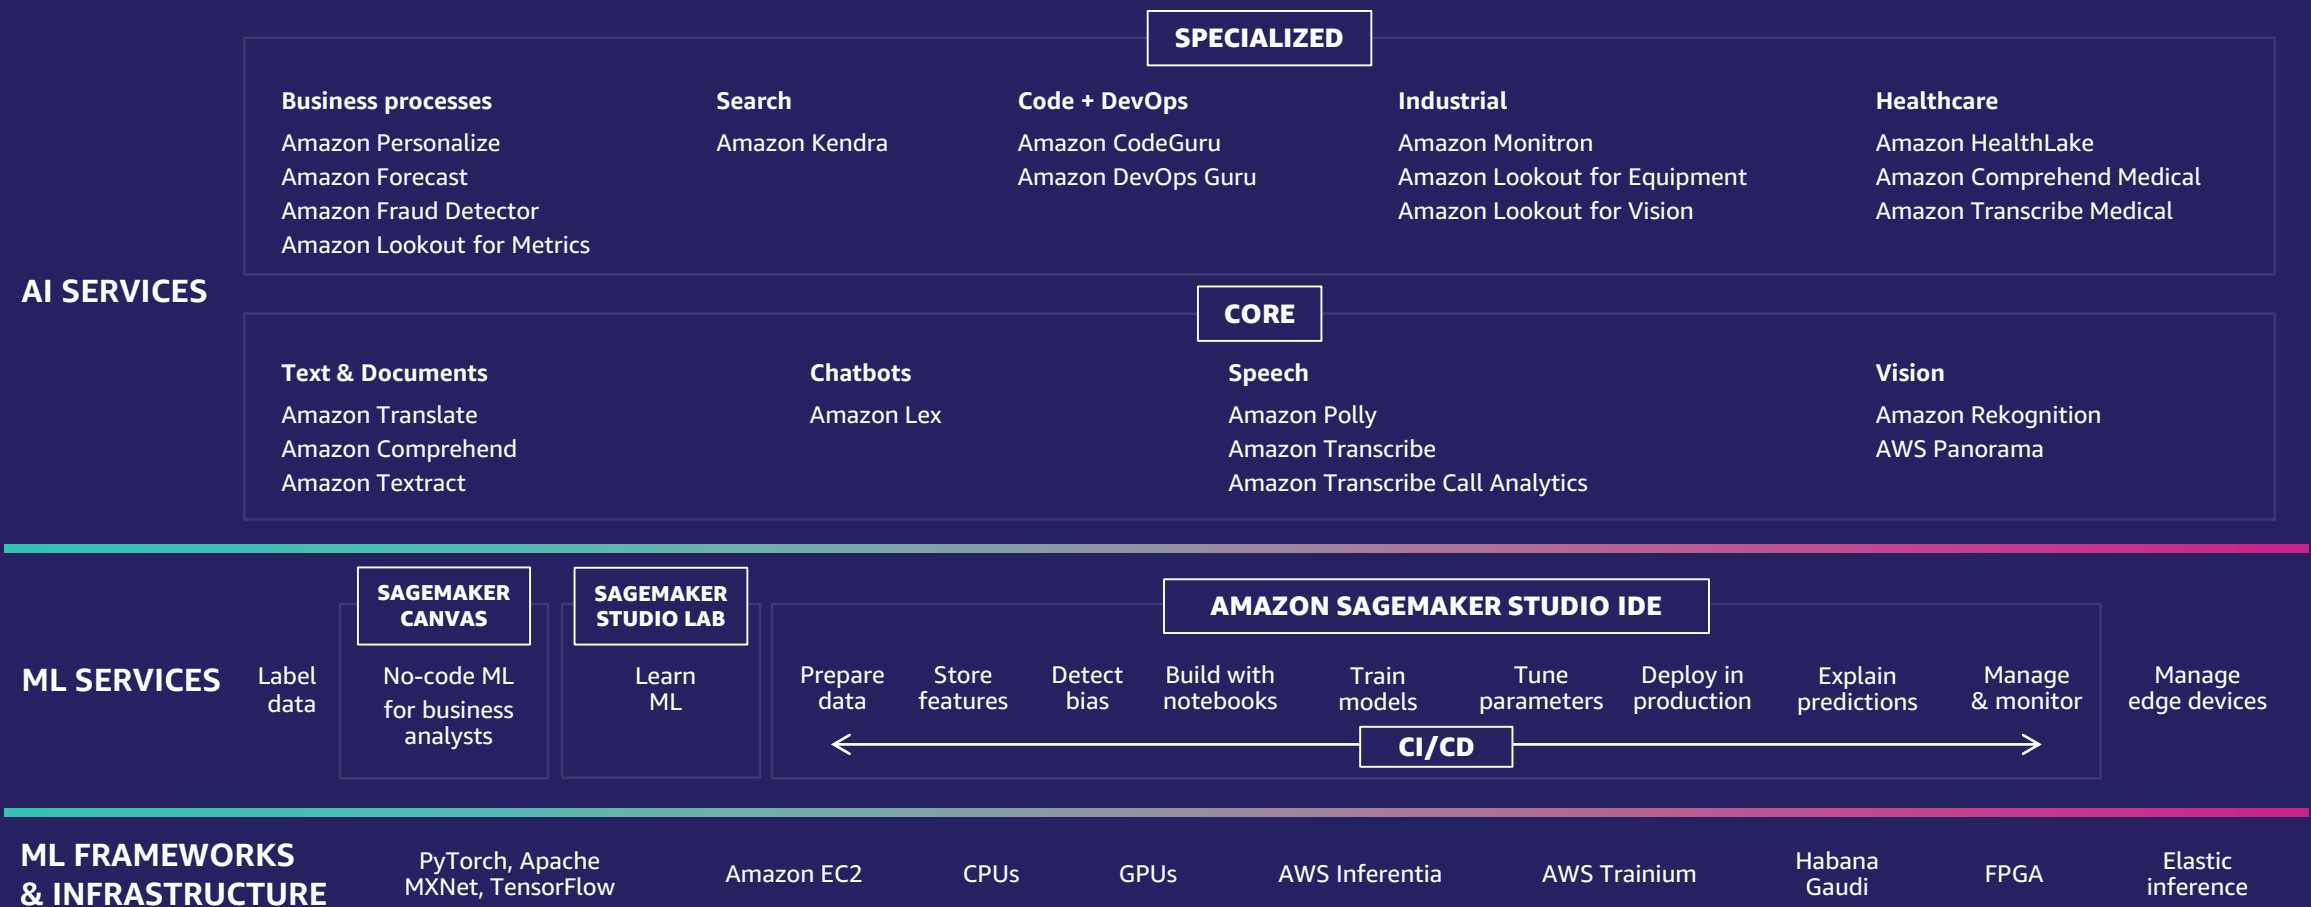 SPECIALIZED
Business processes
Amazon Personalize
Amazon Forecast
Amazon Fraud Detector
Amazon Lookout for Metrics
Search
Amazon Kendra
Code + DevOps
Amazon CodeGuru
Amazon DevOps Guru
Industrial
Amazon Monitron
Amazon Lookout for Equipment
Amazon Lookout for Vision
Healthcare
Amazon HealthLake
Amazon Comprehend Medical
Amazon Transcribe Medical
AI SERVICES
CORE
Text & Documents
Amazon Translate
Amazon Comprehend
Amazon Textract
Chatbots
Amazon Lex
Speech
Amazon Polly
Amazon Transcribe
Amazon Transcribe Call Analytics
Vision
Amazon Rekognition
AWS Panorama
ML SERVICES
Label
data
SAGEMAKER
CANVAS
No-code ML
for business
analysts
SAGEMAKER
STUDIO LAB
Learn
ML
AMAZON SAGEMAKER STUDIO IDE
Prepare
data
Store
features
Detect
bias
Build with
notebooks
Train
models
Tune
parameters
Deploy in
production
Explain
predictions
Manage
& monitor
CI/CD
Manage
edge devices
ML FRAMEWORKS
& INFRASTRUCTURE
PyTorch, Apache
MXNet, TensorFlow
Amazon EC2
CPUs
GPUs
AWS Inferentia
AWS Trainium
Habana
Gaudi
FPGA
Elastic
inference